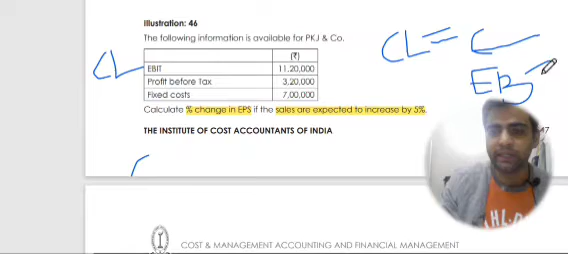 Illustration: 46
The following information is available for PKJ & Co.
(₹)
EBIT 11,20,000
Profit before Tax 3,20,000
Fixed costs 7,00,000
Calculate % change in EPS if the sales are expected to increase by 5%.
THE INSTITUTE OF COST ACCOUNTANTS OF INDIA
CL
CL = C
EB
COST & MANAGEMENT ACCOUNTING AND FINANCIAL MANAGEMENT